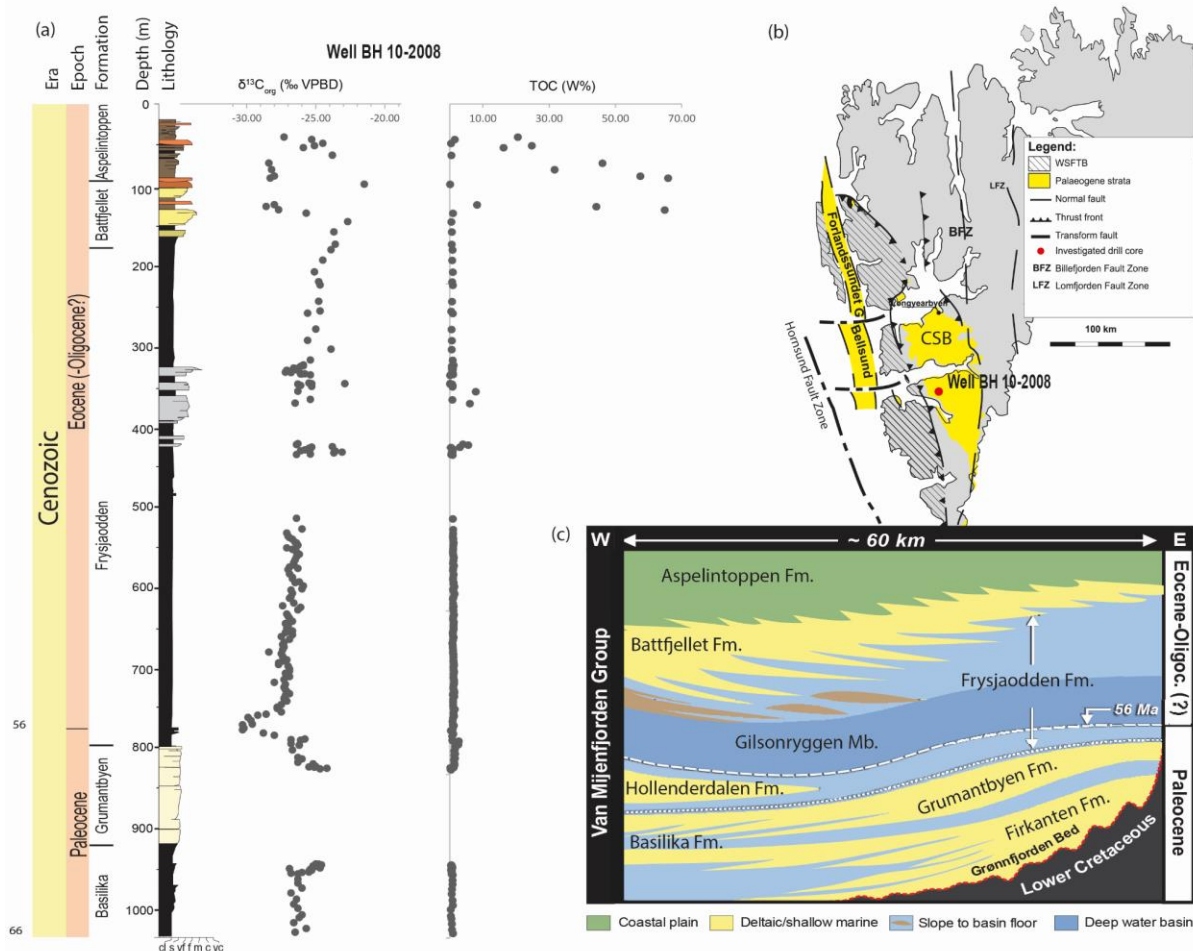 (a)
Era
Epoch
Formation
Depth (m)
Lithology
Well BH 10-2008
δ13Corg (‰ VPBD)
TOC (W%)
-30.00 -25.00 -20.00
10.00 20.00 30.00 40.00 50.00 60.00 70.00
0
100
200
300
400
500
600
700
800
900
1000
56
66
Cenozoic
Eocene (-Oligocene?)
Paleocene
Aspelintoppen
Battfjellet
Frysjaodden
Grumantbyen
Basilika
cl s vf f m c vc
(b)
Legend:
WSFTB
Palaeogene strata
Normal fault
Thrust front
Transform fault
Investigated drill core
BFZ Billefjorden Fault Zone
LFZ Lomfjorden Fault Zone
LFZ
BFZ
100 km
Forlandssundet G
Bellsund
CSB
Well BH 10-2008
Hornsund Fault Zone
(c)
W ~ 60 km E
Van Mijenfjorden Group
Aspelintoppen Fm.
Battfjellet Fm.
Frysjaodden Fm.
56 Ma
Gilsonryggen Mb.
Hollenderdalen Fm.
Grumantbyen Fm.
Basilika Fm.
Firkanten Fm.
Grønnfjorden Bed
Lower Cretaceous
Eocene-Oligoc. (?)
Paleocene
Coastal plain Deltaic/shallow marine Slope to basin floor Deep water basin